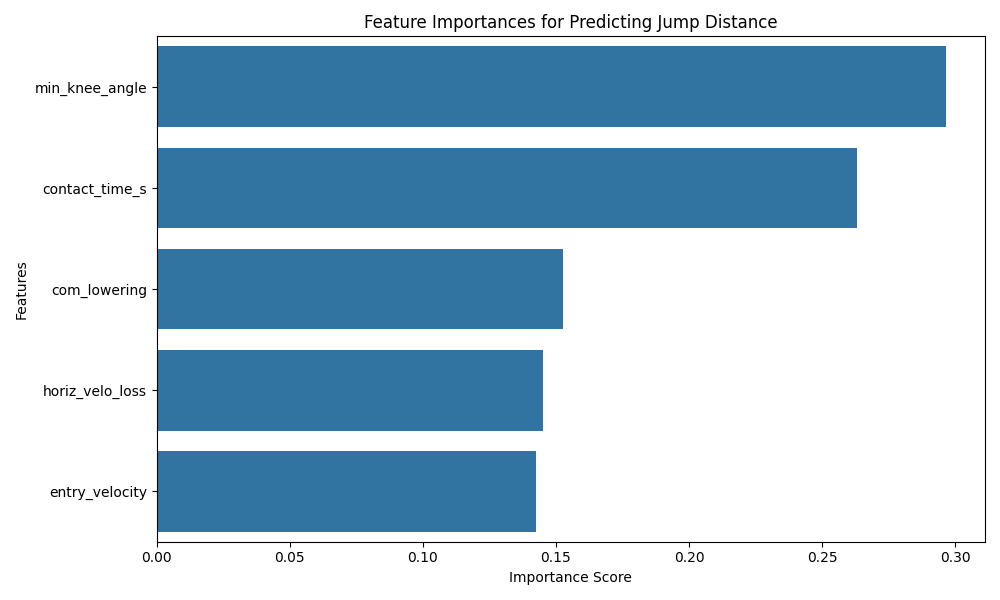 Feature Importances for Predicting Jump Distance
Features
min_knee_angle
contact_time_s
com_lowering
horiz_velo_loss
entry_velocity
0.00 0.05 0.10 0.15 0.20 0.25 0.30
Importance Score